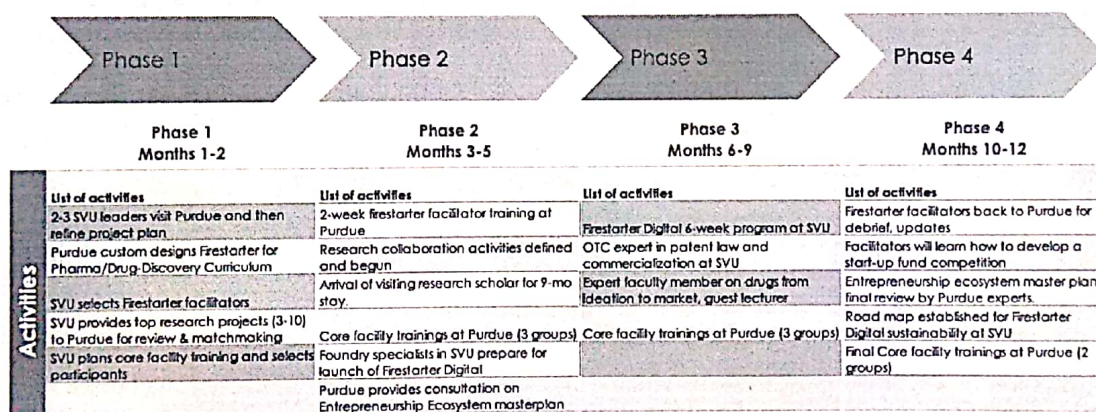 Phase 1
Phase 2
Phase 3
Phase 4
Phase 1
Months 1-2
Phase 2
Months 3-5
Phase 3
Months 6-9
Phase 4
Months 10-12
Activities
List of activities
2-3 SVU leaders visit Purdue and then
refine project plan
Purdue custom designs Firestarter for
Pharma/Drug-Discovery Curriculum
SVU selects Firestarter facilitators
SVU provides top research projects (3-10)
to Purdue for review & matchmaking
SVU plans core facility training and selects
participants
List of activities
2-week firestarter facilitator training at
Purdue
Research collaboration activities defined
and begun
Arrival of visiting research scholar for 9-mo
stay.
Core facility trainings at Purdue (3 groups)
Foundry specialists in SVU prepare for
launch of Firestarter Digital
Purdue provides consultation on
Entrepreneurship Ecosystem masterplan
List of activities
Firestarter Digital 6-week program at SVU
OTC expert in patent law and
commercialization at SVU
Expert faculty member on drugs from
Ideation to market, guest lecturer
Core facility trainings at Purdue (3 groups)
List of activities
Firestarter facilitators back to Purdue for
debrief, updates
Facilitators will learn how to develop a
start-up fund competition
Entrepreneurship ecosystem master plan
final review by Purdue experts.
Road map established for Firestarter
Digital sustainability at SVU
Final Core facility trainings at Purdue (2
groups)